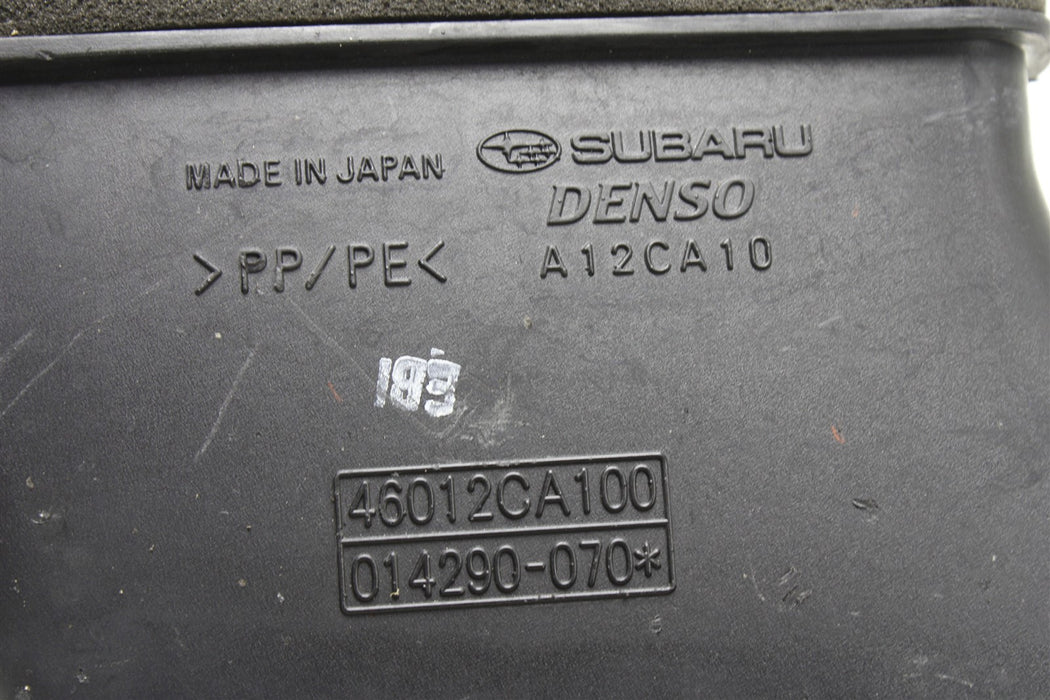 MADE IN JAPAN
SUBARU
DENSO
>PP/PE<
A12CA10
46012CA100
014290-070*